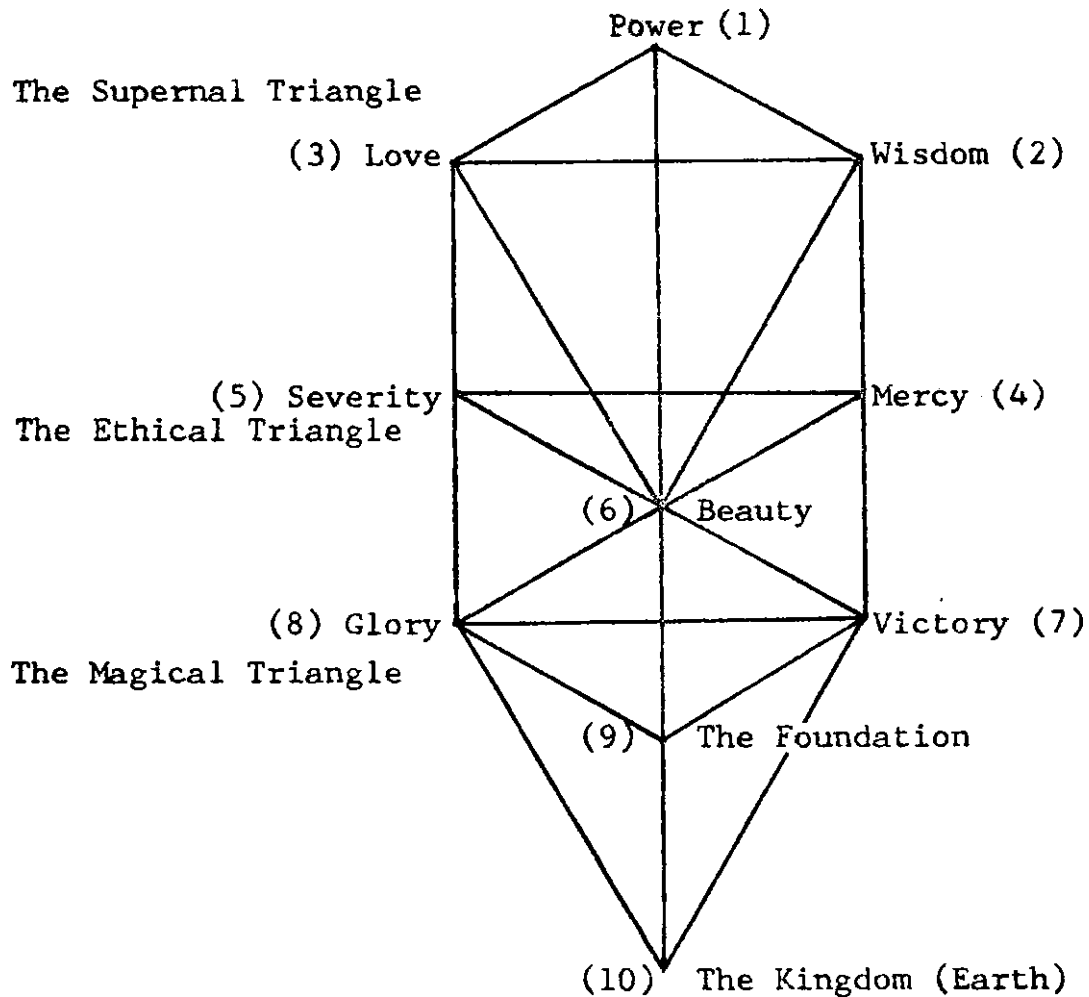 Power (1)
The Supernal Triangle
(3) Love
Wisdom (2)
(5) Severity
Mercy (4)
The Ethical Triangle
(6) Beauty
(8) Glory
Victory (7)
The Magical Triangle
(9) The Foundation
(10) The Kingdom (Earth)